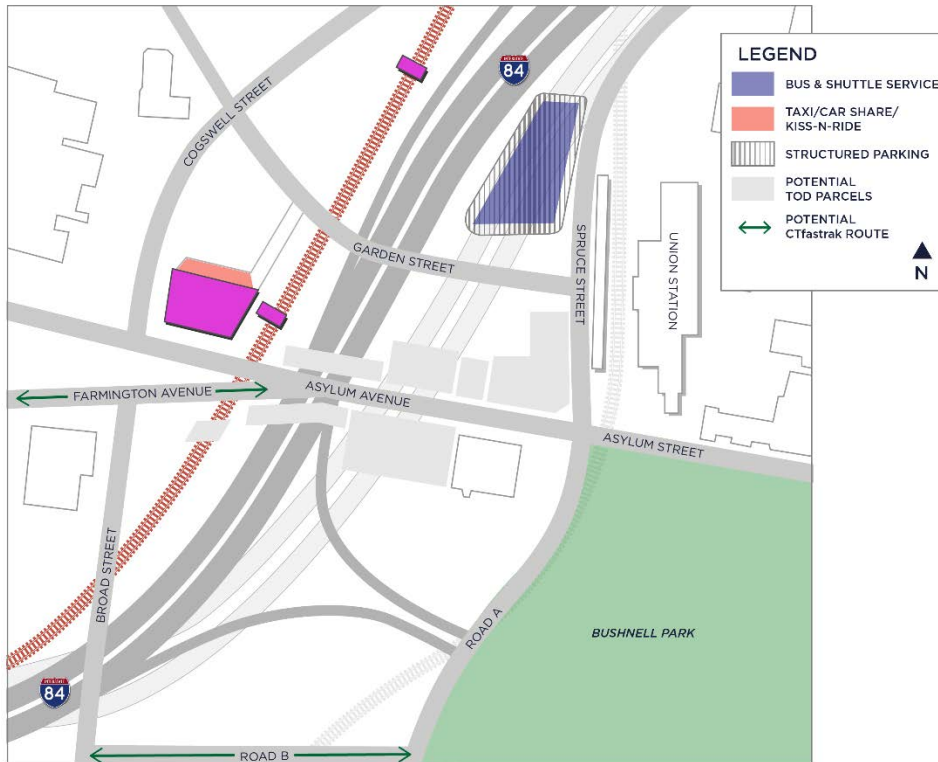 LEGEND
BUS & SHUTTLE SERVICE
TAXI/CAR SHARE/
KISS-N-RIDE
STRUCTURED PARKING
POTENTIAL
TOD PARCELS
POTENTIAL
CTfastrak ROUTE
N
84
COGSWELL STREET
GARDEN STREET
SPRUCE STREET
UNION STATION
FARMINGTON AVENUE
ASYLUM AVENUE
ASYLUM STREET
BROAD STREET
ROAD A
BUSHNELL PARK
84
ROAD B